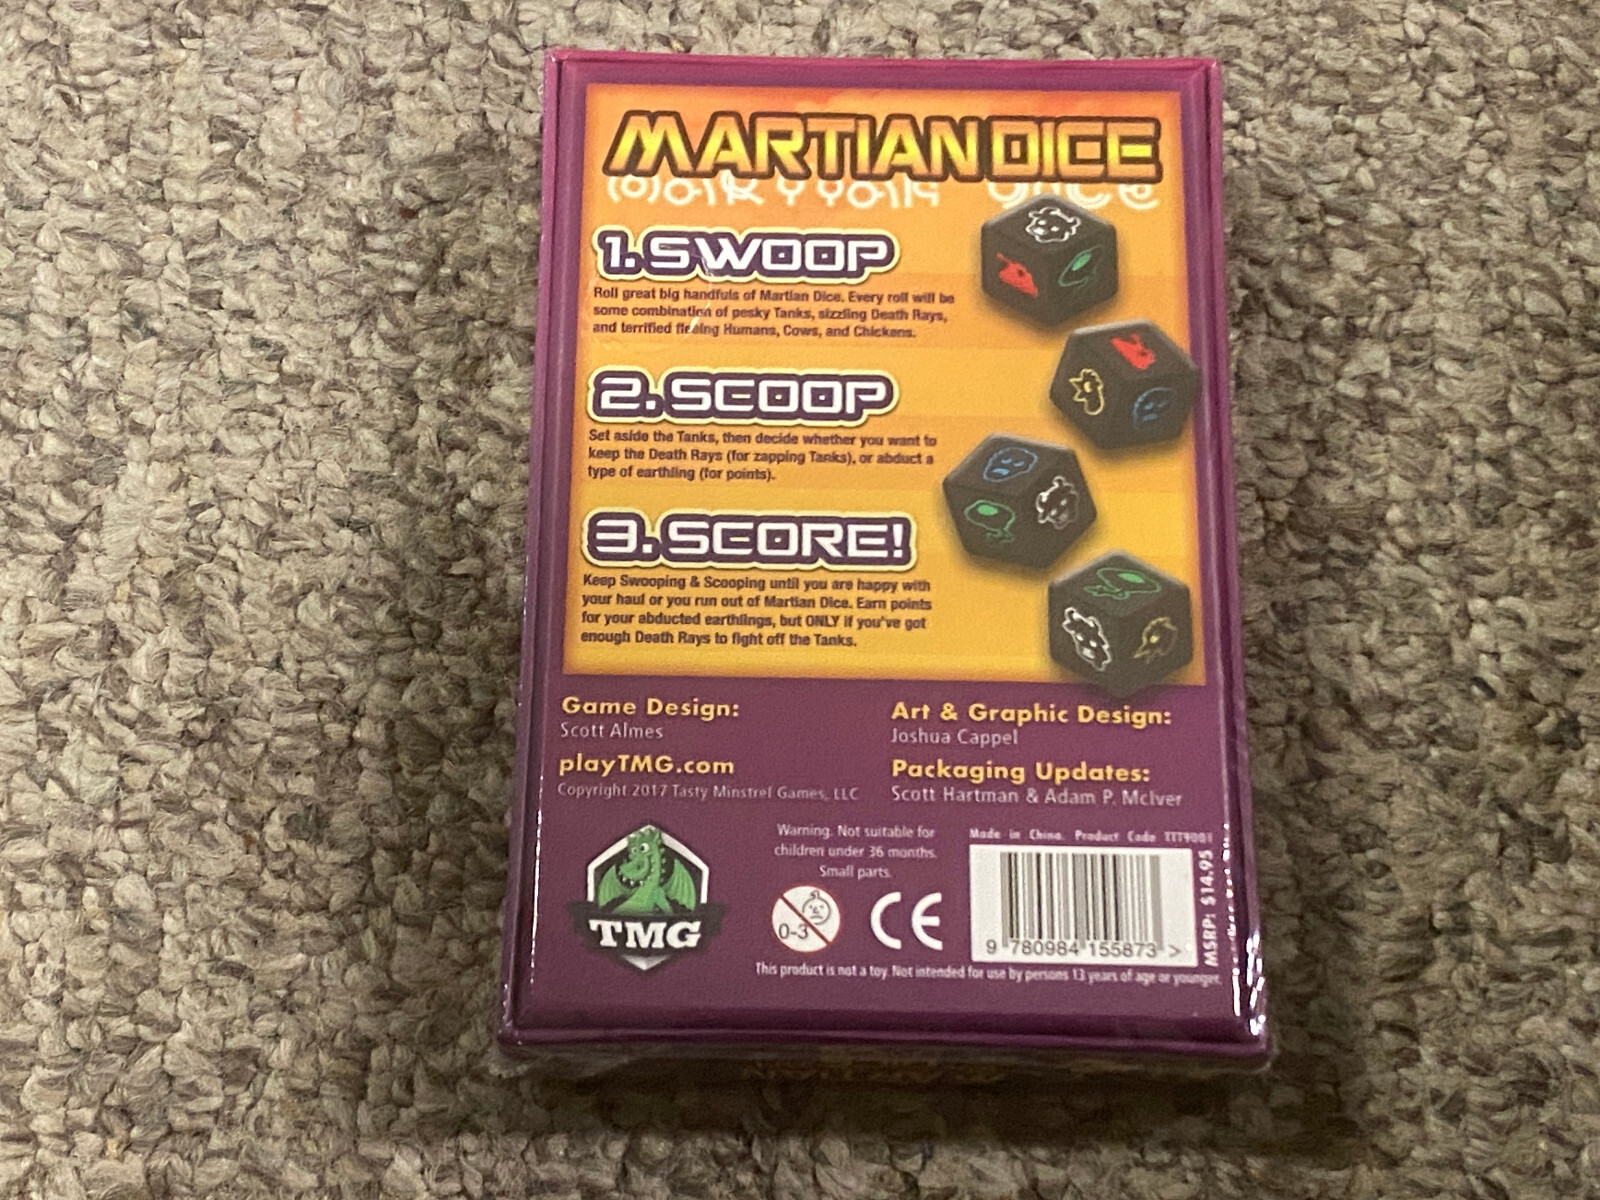 MARTIAN DICE
1. SWOOP
Roll great big handfuls of Martian Dice. Every roll will be
some combination of pesky Tanks, sizzling Death Rays,
and terrified fleeing Humans, Cows, and Chickens.
2. SCOOP
Set aside the Tanks, then decide whether you want to
keep the Death Rays (for zapping Tanks), or abduct a
type of earthling (for points).
3. SCORE!
Keep Swooping & Scooping until you are happy with
your haul or you run out of Martian Dice. Earn points
for your abducted earthlings, but ONLY if you've got
enough Death Rays to fight off the Tanks.
Game Design:
Scott Almes
playTMG.com
Copyright 2017 Tasty Minstrel Games, LLC
Art & Graphic Design:
Joshua Cappel
Packaging Updates:
Scott Hartman & Adam P. McIver
TMG
Warning. Not suitable for
children under 36 months.
Small parts.
0-3
CE
Made in China. Product Code TTT9001
9 780984 155873 >
MSRP: $14.95
This product is not a toy. Not intended for use by persons 13 years of age or younger.